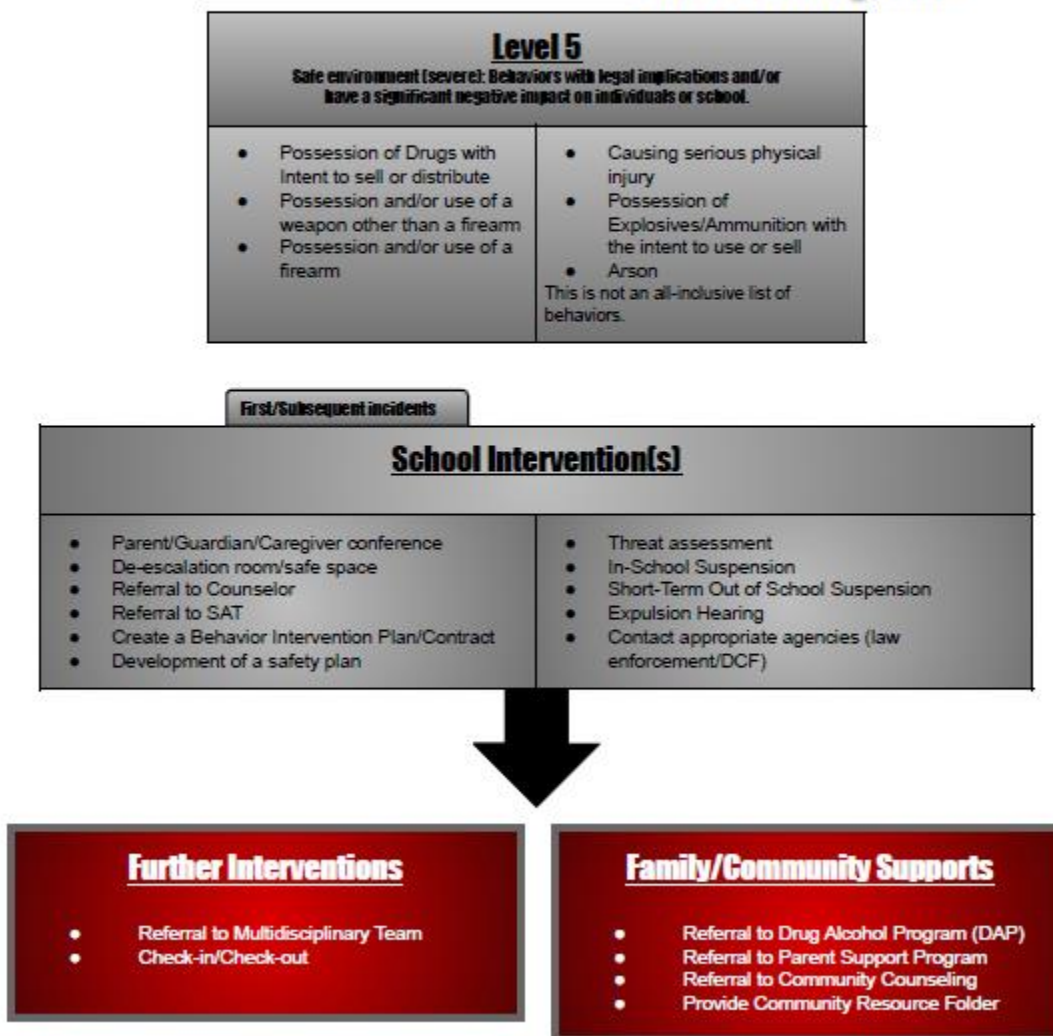 Level 5
Safe environment (severe): Behaviors with legal implications and/or
have a significant negative impact on individuals or school.
● Possession of Drugs with
Intent to sell or distribute
● Possession and/or use of a
weapon other than a firearm
● Possession and/or use of a
firearm
● Causing serious physical
injury
● Possession of
Explosives/Ammunition with
the intent to use or sell
● Arson
This is not an all-inclusive list of
behaviors.
First/Subsequent incidents
School Intervention(s)
● Parent/Guardian/Caregiver conference
● De-escalation room/safe space
● Referral to Counselor
● Referral to SAT
● Create a Behavior Intervention Plan/Contract
● Development of a safety plan
● Threat assessment
● In-School Suspension
● Short-Term Out of School Suspension
● Expulsion Hearing
● Contact appropriate agencies (law
enforcement/DCF)
Further Interventions
● Referral to Multidisciplinary Team
● Check-in/Check-out
Family/Community Supports
● Referral to Drug Alcohol Program (DAP)
● Referral to Parent Support Program
● Referral to Community Counseling
● Provide Community Resource Folder